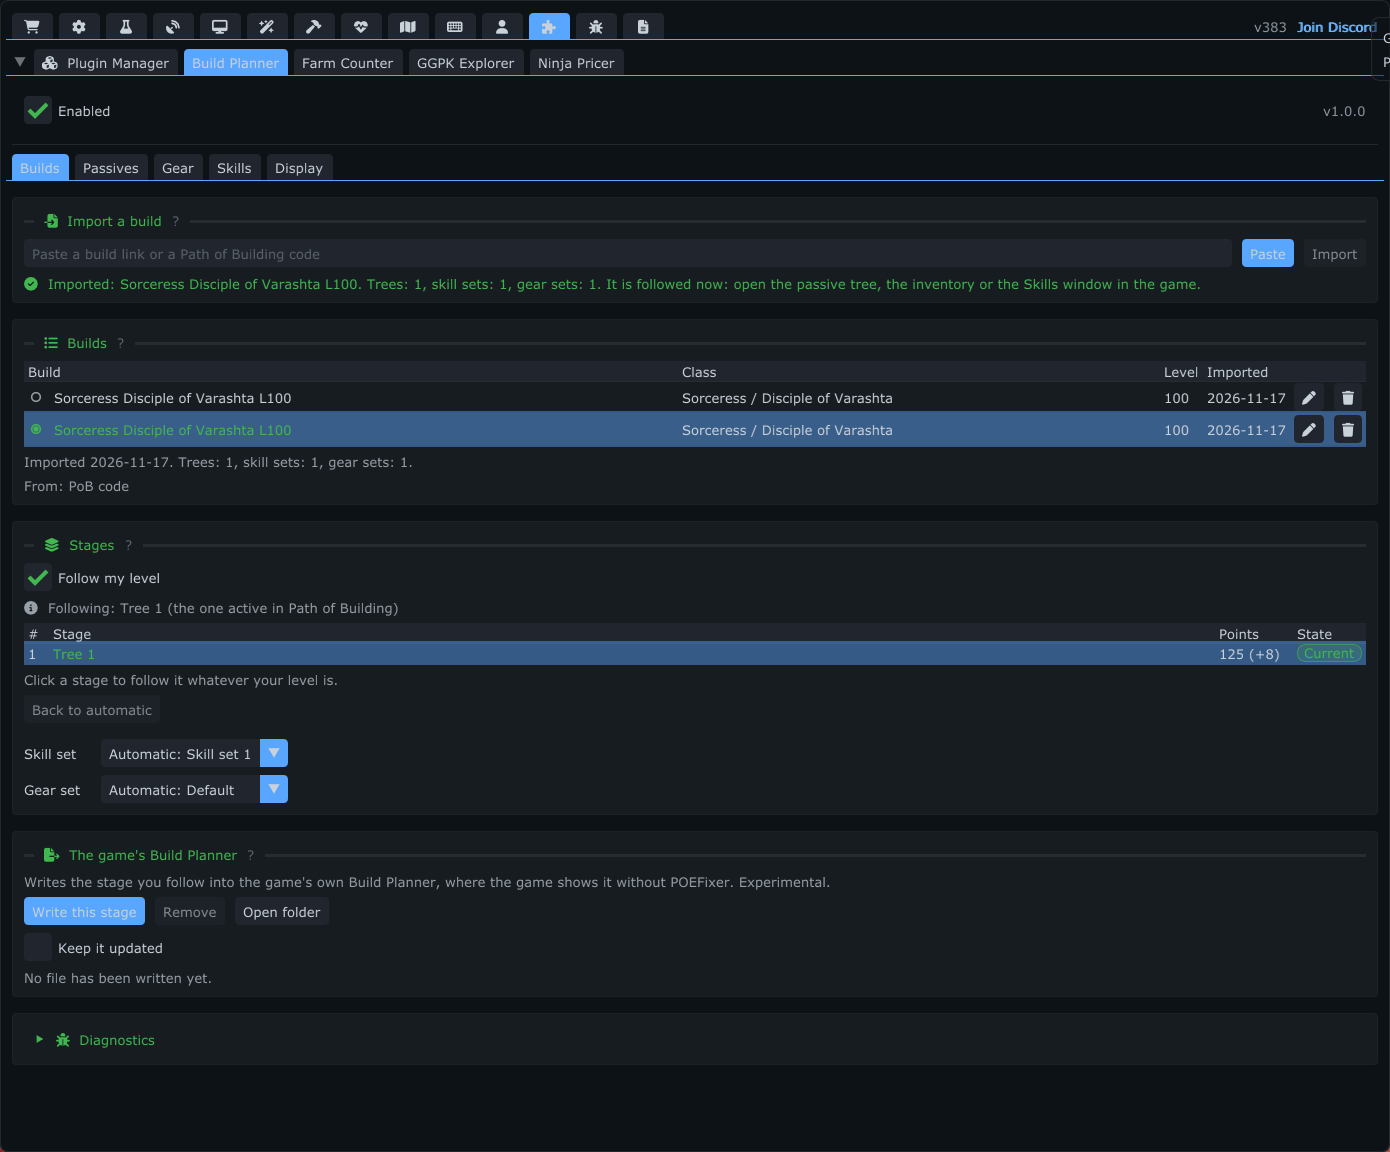 v383 Join Discord
Plugin Manager Build Planner Farm Counter GGPK Explorer Ninja Pricer
Enabled v1.0.0
Builds Passives Gear Skills Display
Import a build ?
Paste a build link or a Path of Building code Paste Import
Imported: Sorceress Disciple of Varashta L100. Trees: 1, skill sets: 1, gear sets: 1. It is followed now: open the passive tree, the inventory or the Skills window in the game.
Builds ?
Build Class Level Imported
Sorceress Disciple of Varashta L100 Sorceress / Disciple of Varashta 100 2026-11-17
Sorceress Disciple of Varashta L100 Sorceress / Disciple of Varashta 100 2026-11-17
Imported 2026-11-17. Trees: 1, skill sets: 1, gear sets: 1.
From: PoB code
Stages ?
Follow my level
Following: Tree 1 (the one active in Path of Building)
# Stage Points State
1 Tree 1 125 (+8) Current
Click a stage to follow it whatever your level is.
Back to automatic
Skill set Automatic: Skill set 1
Gear set Automatic: Default
The game's Build Planner ?
Writes the stage you follow into the game's own Build Planner, where the game shows it without POEFixer. Experimental.
Write this stage Remove Open folder
Keep it updated
No file has been written yet.
Diagnostics